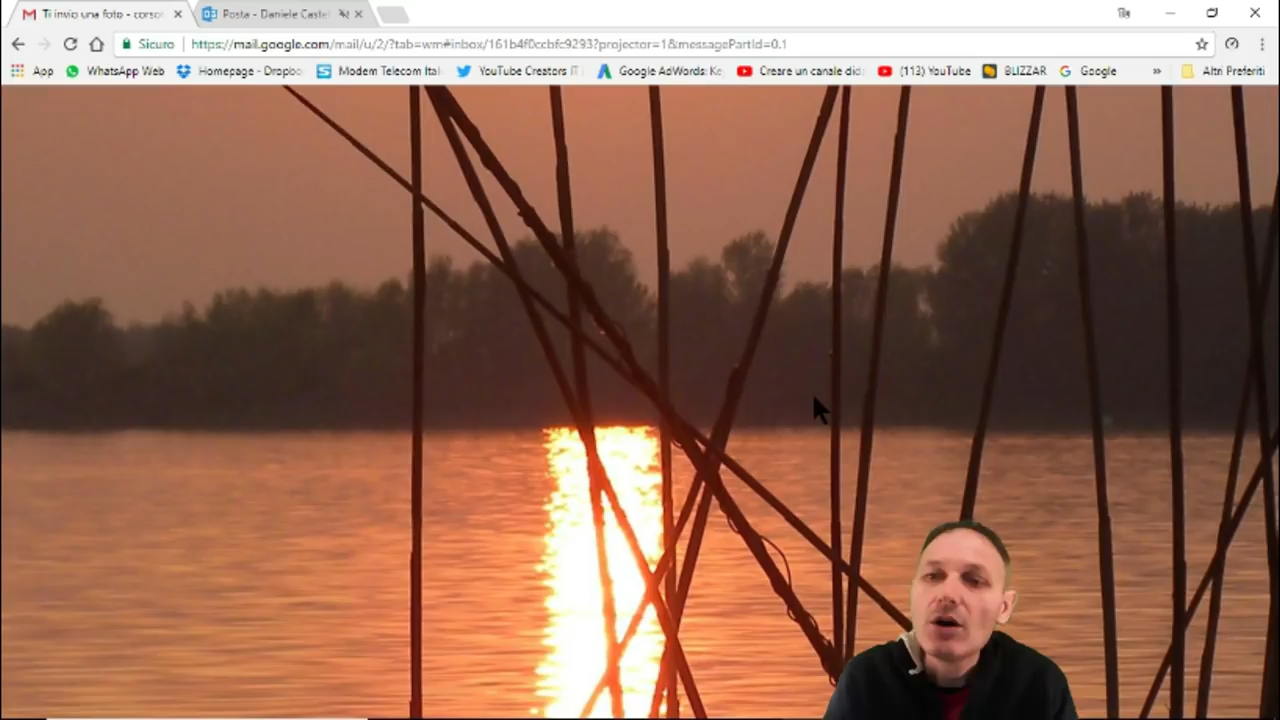 Ti invio una foto - corso
Posta - Daniele Castel
Sicuro
https://mail.google.com/mail/u/2/?tab=wm#inbox/161b4f0ccbfc9293?projector=1&messagePartId=0.1
App
WhatsApp Web
Homepage - Dropbo
Modem Telecom Ital
YouTube Creators IT
Google AdWords: Ke
Creare un canale did
(113) YouTube
BLIZZAR
Google
»
Altri Preferiti